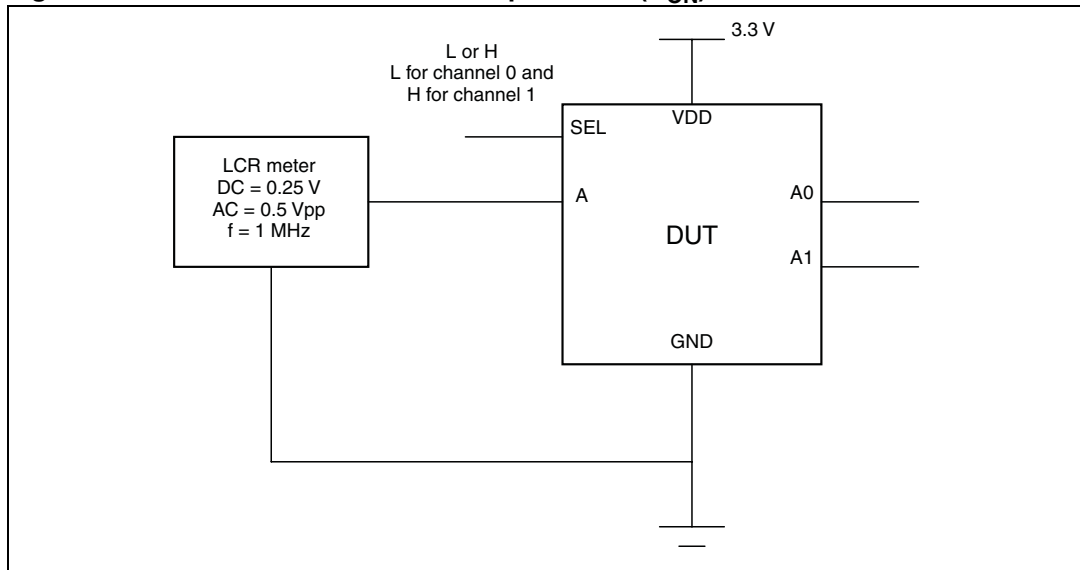 3.3 V
L or H
L for channel 0 and
H for channel 1
VDD
SEL
LCR meter
DC = 0.25 V
AC = 0.5 Vpp
f = 1 MHz
A
A0
DUT
A1
GND